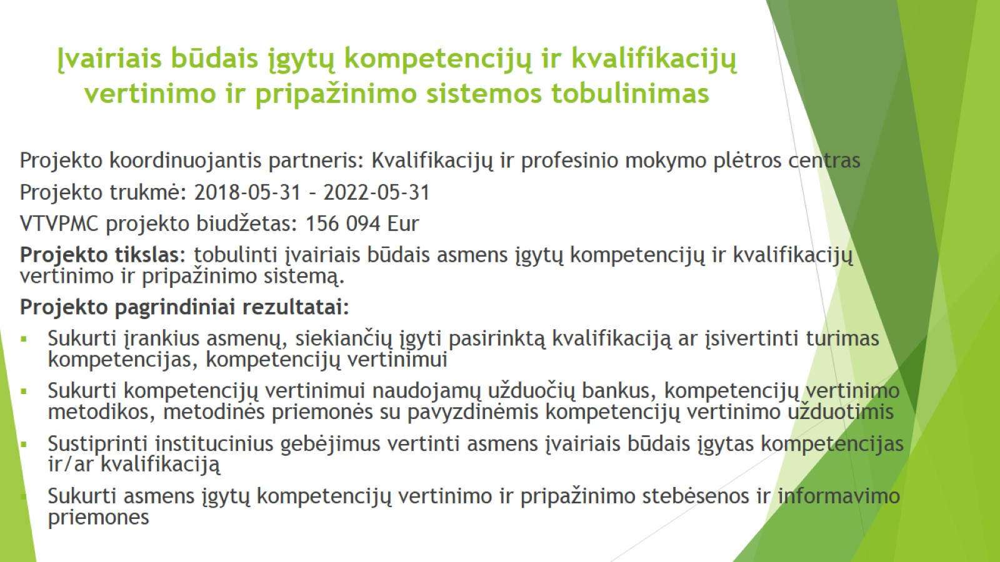 Įvairiais būdais įgytų kompetencijų ir kvalifikacijų
vertinimo ir pripažinimo sistemos tobulinimas
Projekto koordinuojantis partneris: Kvalifikacijų ir profesinio mokymo plėtros centras
Projekto trukmė: 2018-05-31 – 2022-05-31
VTVPMC projekto biudžetas: 156 094 Eur
Projekto tikslas: tobulinti įvairiais būdais asmens įgytų kompetencijų ir kvalifikacijų
vertinimo ir pripažinimo sistemą.
Projekto pagrindiniai rezultatai:
▪ Sukurti įrankius asmenų, siekiančių įgyti pasirinktą kvalifikaciją ar įsivertinti turimas
kompetencijas, kompetencijų vertinimui
▪ Sukurti kompetencijų vertinimui naudojamų užduočių bankus, kompetencijų vertinimo
metodikos, metodinės priemonės su pavyzdinėmis kompetencijų vertinimo užduotimis
▪ Sustiprinti institucinius gebėjimus vertinti asmens įvairiais būdais įgytas kompetencijas
ir/ar kvalifikaciją
▪ Sukurti asmens įgytų kompetencijų vertinimo ir pripažinimo stebėsenos ir informavimo
priemones